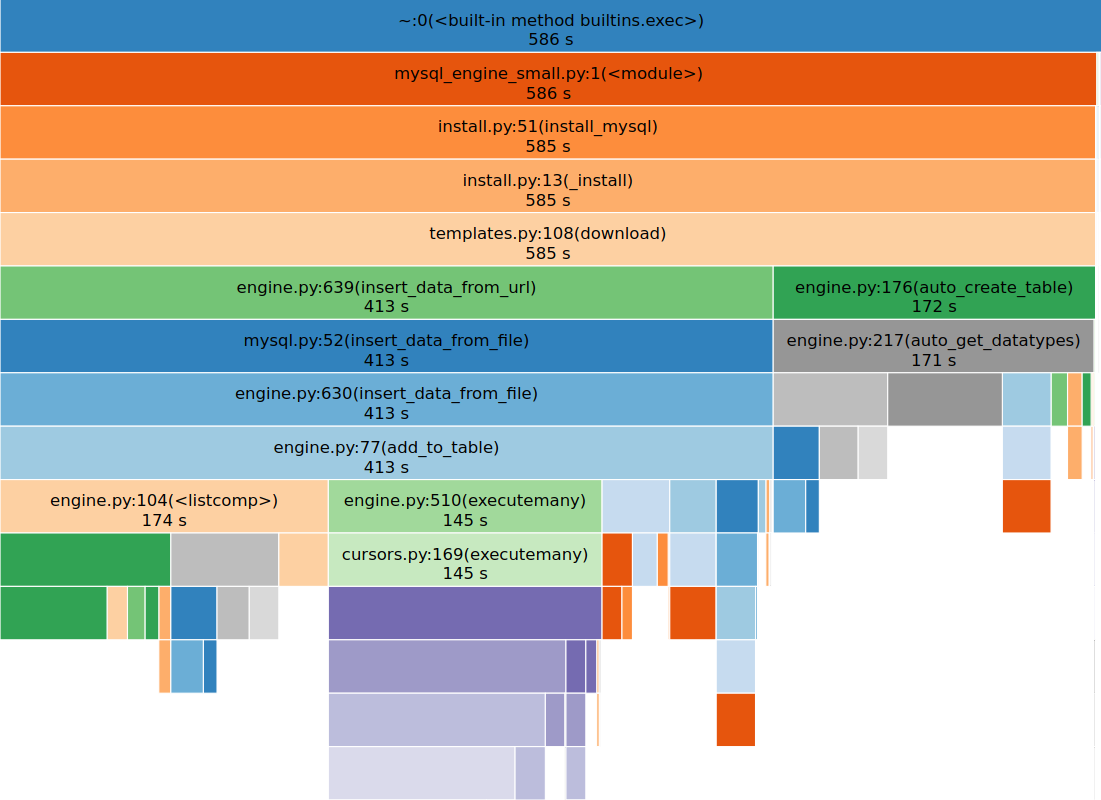 ~:0(<built-in method builtins.exec>)
586 s
mysql_engine_small.py:1(<module>)
586 s
install.py:51(install_mysql)
585 s
install.py:13(_install)
585 s
templates.py:108(download)
585 s
engine.py:639(insert_data_from_url)
413 s
engine.py:176(auto_create_table)
172 s
mysql.py:52(insert_data_from_file)
413 s
engine.py:217(auto_get_datatypes)
171 s
engine.py:630(insert_data_from_file)
413 s
engine.py:77(add_to_table)
413 s
engine.py:104(<listcomp>)
174 s
engine.py:510(executemany)
145 s
cursors.py:169(executemany)
145 s